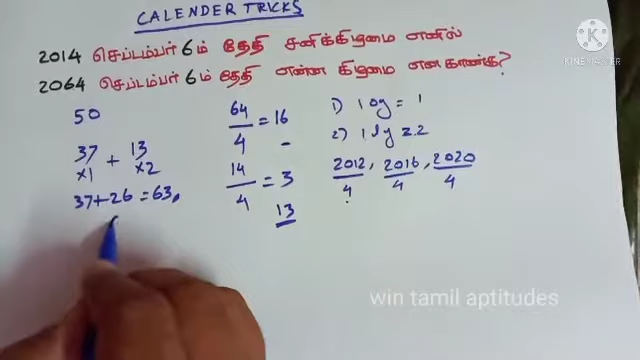 CALENDER TRICKS
2014 செப்டம்பர் 6ம் தேதி சனிக்கிழமை எனில்
2064 செப்டம்பர் 6ம் தேதி என்ன கிழமை என காண்க?
KINEMASTER
50
64/4 = 16
1) 1 oy = 1
37 + 13
2) 1 ly = 2
×1 ×2
14/4 = 3
2012/4, 2016/4, 2020/4
37+26 = 63
13
win tamil aptitudes